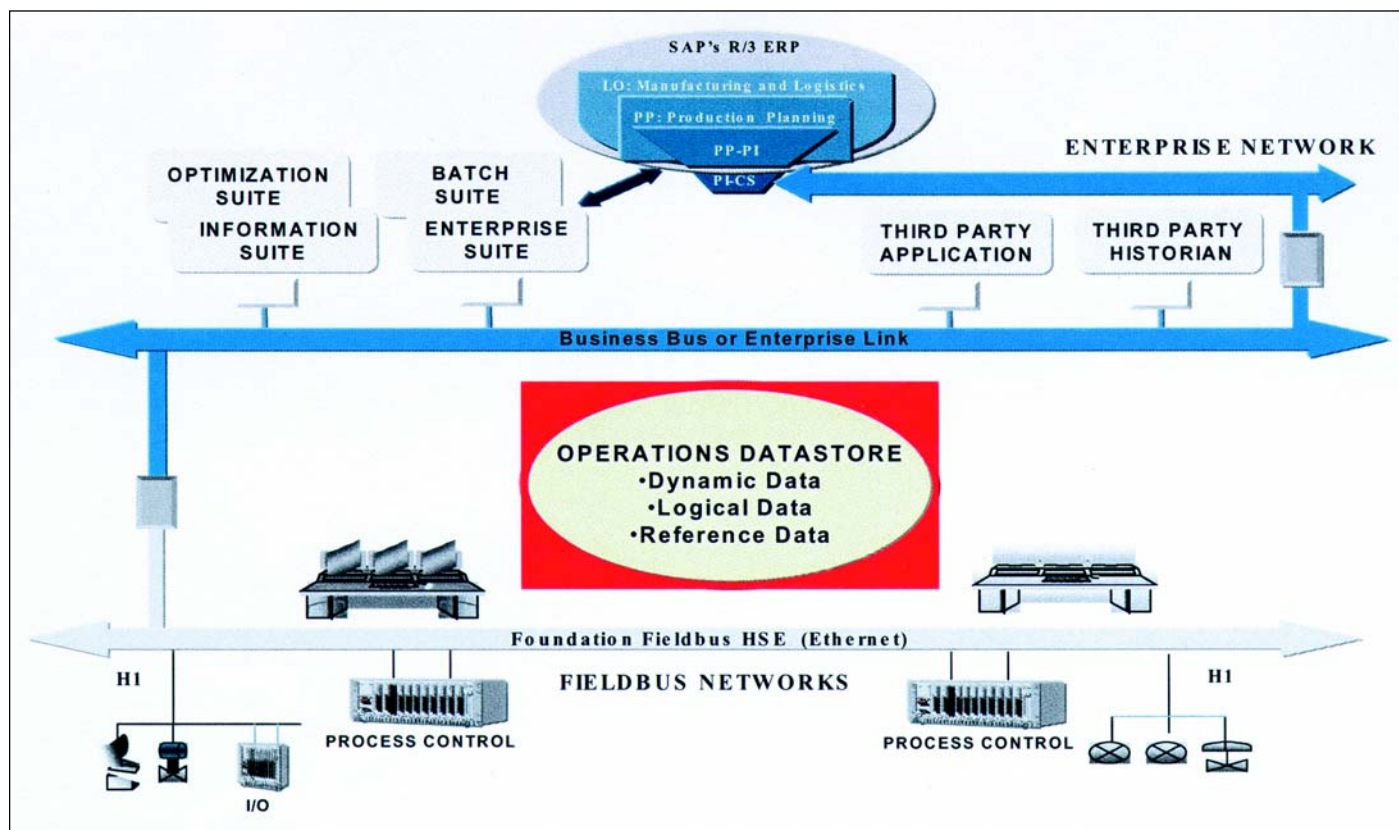 SAP's R/3 ERP
LO: Manufacturing and Logistics
PP: Production Planning
PP-PI
PI-CS
ENTERPRISE NETWORK
OPTIMIZATION
SUITE
BATCH
SUITE
INFORMATION
SUITE
ENTERPRISE
SUITE
THIRD PARTY
APPLICATION
THIRD PARTY
HISTORIAN
Business Bus or Enterprise Link
OPERATIONS DATASTORE
•Dynamic Data
•Logical Data
•Reference Data
Foundation Fieldbus HSE (Ethernet)
H1
FIELDBUS NETWORKS
H1
PROCESS CONTROL
PROCESS CONTROL
I/O